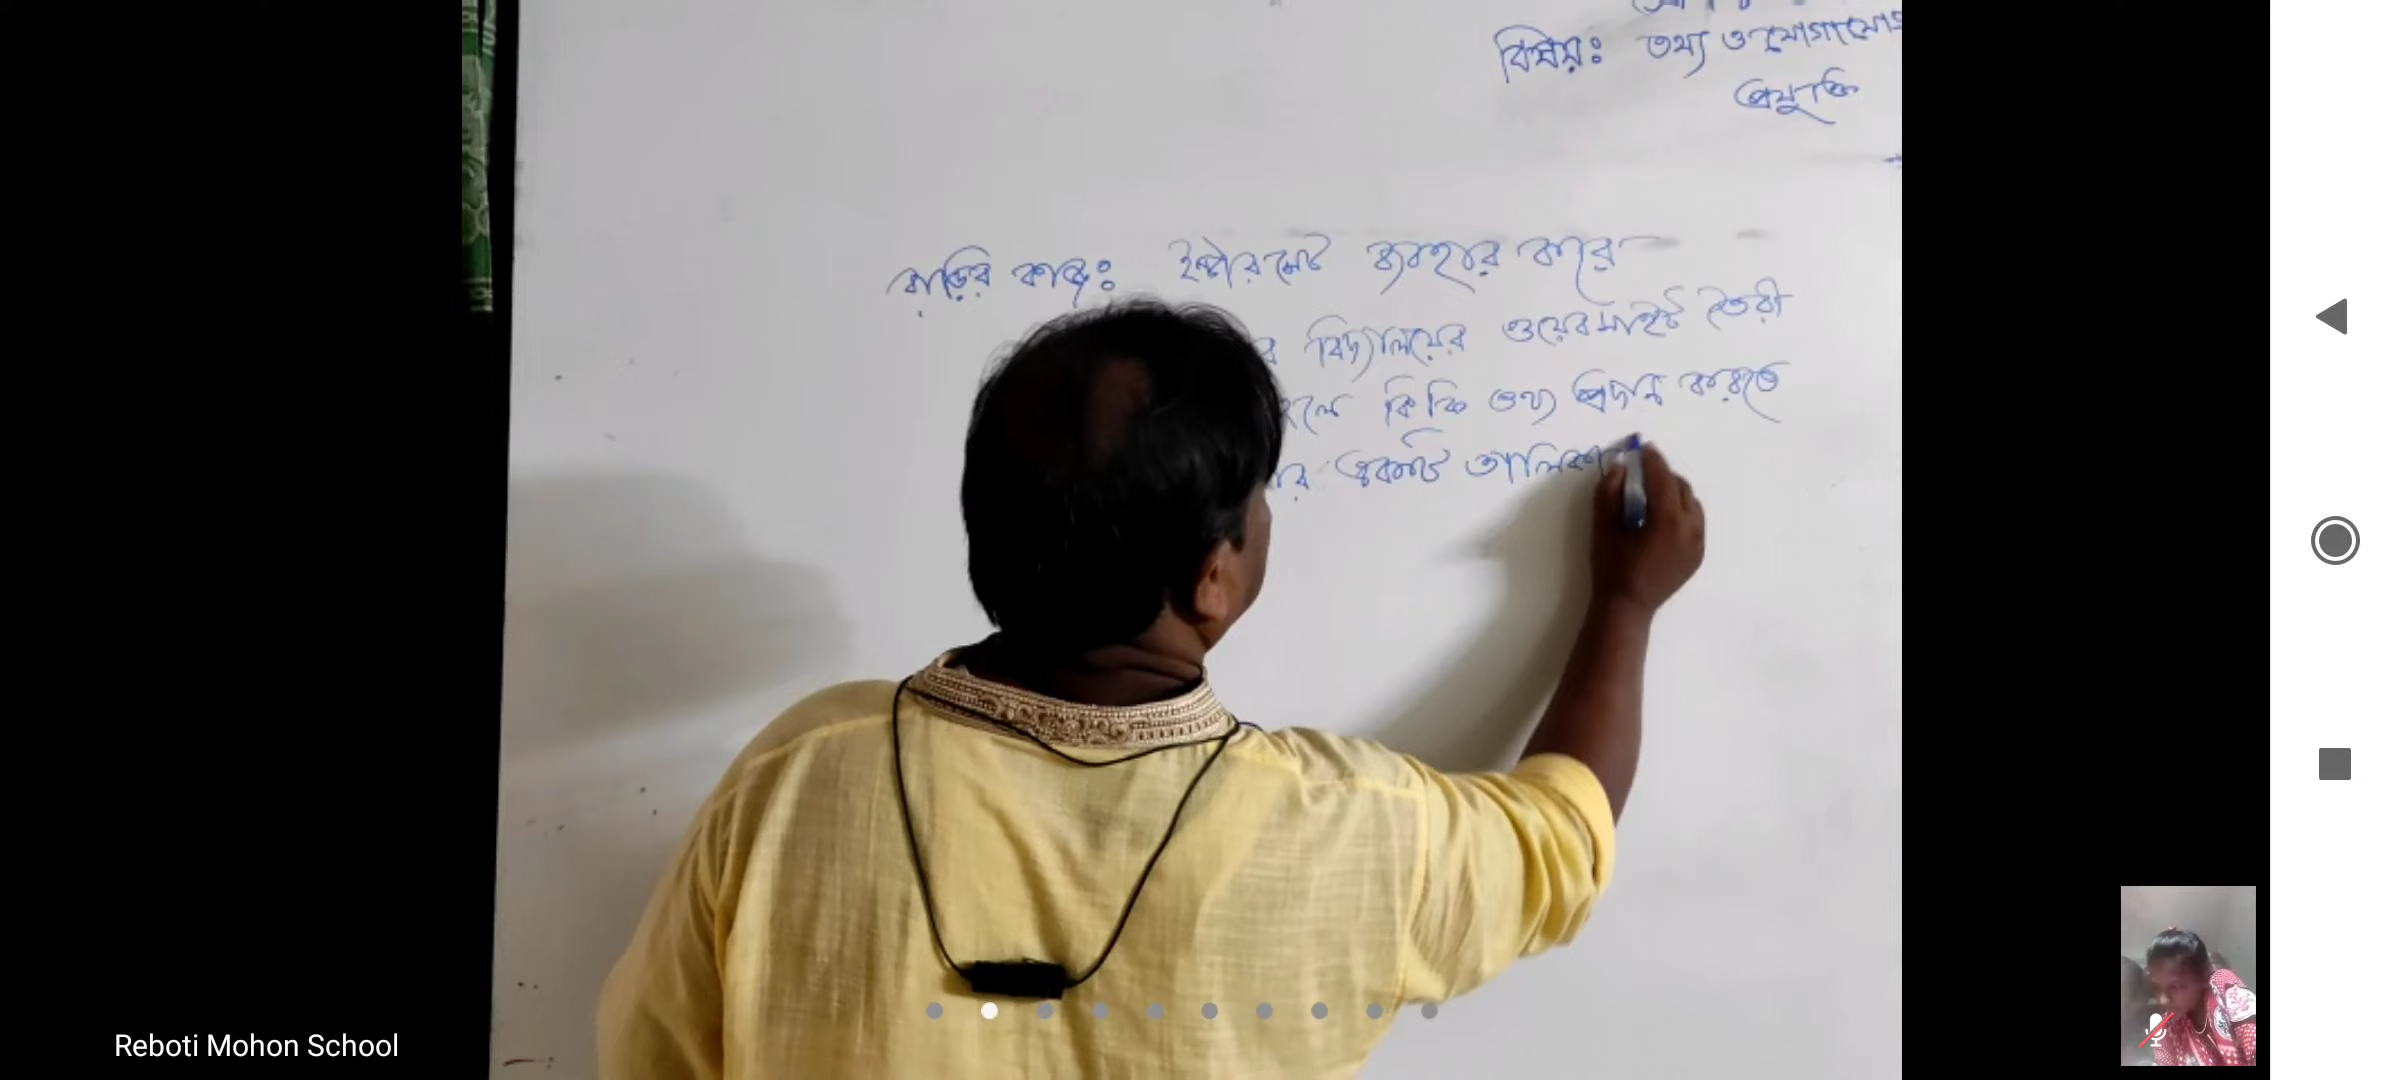 বিষয়ঃ তথ্য ও যোগাযোগ
প্রযুক্তি
বাড়ির কাজঃ ইন্টারনেট ব্যবহার করে
বিদ্যালয়ের ওয়েবসাইট তৈরী
কি কি তথ্য প্রদান করতে
একটি তালিকা
Reboti Mohon School